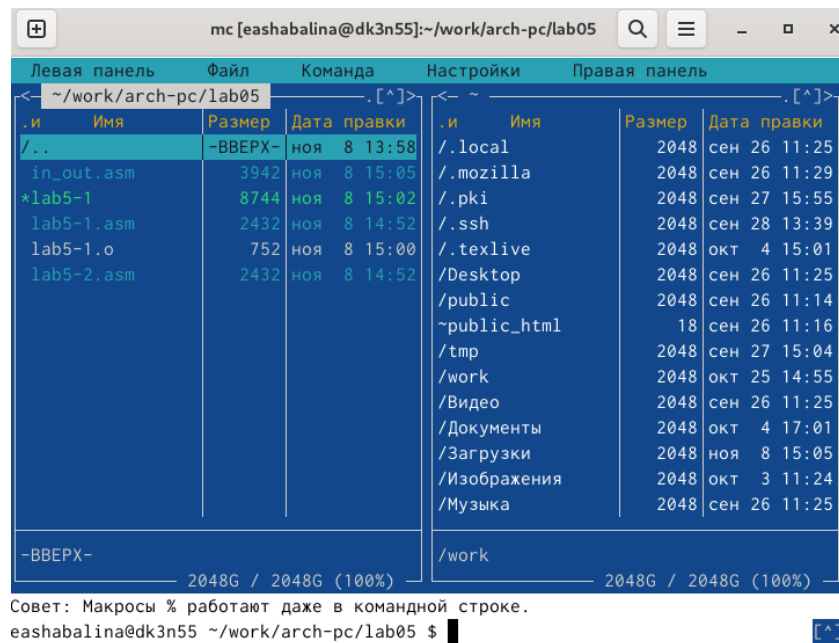 mc [eashabalina@dk3n55]:~/work/arch-pc/lab05
Левая панель Файл Команда Настройки Правая панель
<— ~/work/arch-pc/lab05 .[^]>
.и Имя Размер Дата правки
/.. -ВВЕРХ- ноя 8 13:58
in_out.asm 3942 ноя 8 15:05
*lab5-1 8744 ноя 8 15:02
lab5-1.asm 2432 ноя 8 14:52
lab5-1.o 752 ноя 8 15:00
lab5-2.asm 2432 ноя 8 14:52
-ВВЕРХ-
2048G / 2048G (100%)
<— ~ .[^]>
.и Имя Размер Дата правки
/.local 2048 сен 26 11:25
/.mozilla 2048 сен 26 11:29
/.pki 2048 сен 27 15:55
/.ssh 2048 сен 28 13:39
/.texlive 2048 окт 4 15:01
/Desktop 2048 сен 26 11:25
/public 2048 сен 26 11:14
~public_html 18 сен 26 11:16
/tmp 2048 сен 27 15:04
/work 2048 окт 25 14:55
/Видео 2048 сен 26 11:25
/Документы 2048 окт 4 17:01
/Загрузки 2048 ноя 8 15:05
/Изображения 2048 окт 3 11:24
/Музыка 2048 сен 26 11:25
/work
2048G / 2048G (100%)
Совет: Макросы % работают даже в командной строке.
eashabalina@dk3n55 ~/work/arch-pc/lab05 $ [^]